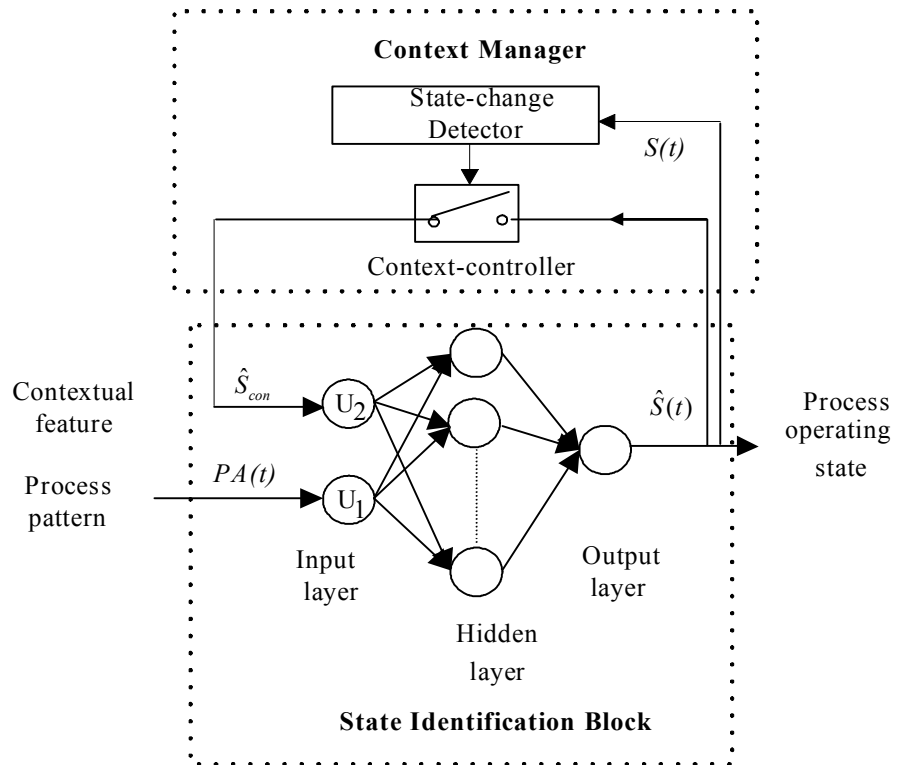 Context Manager
State-change
Detector
S(t)
Context-controller
Contextual
feature
Ŝcon
U2
Ŝ(t)
Process
operating
state
Process
pattern
PA(t)
U1
Input
layer
Output
layer
Hidden
layer
State Identification Block